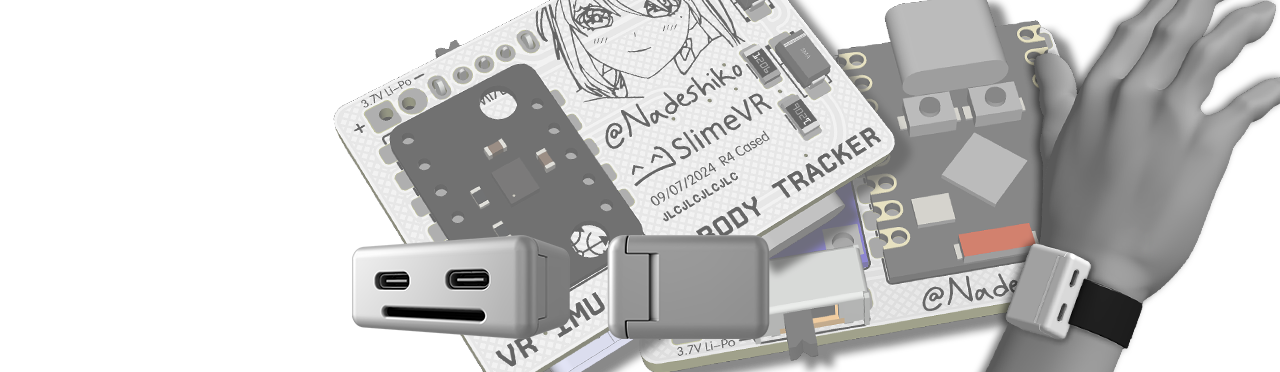 3.7V Li-Po
+
-
@Nadeshiko
SlimeVR
09/07/2024 R4 Cased
JLCJLCJLCJLC
BODY TRACKER
VR IMU
@Nade
3.7V Li-Po